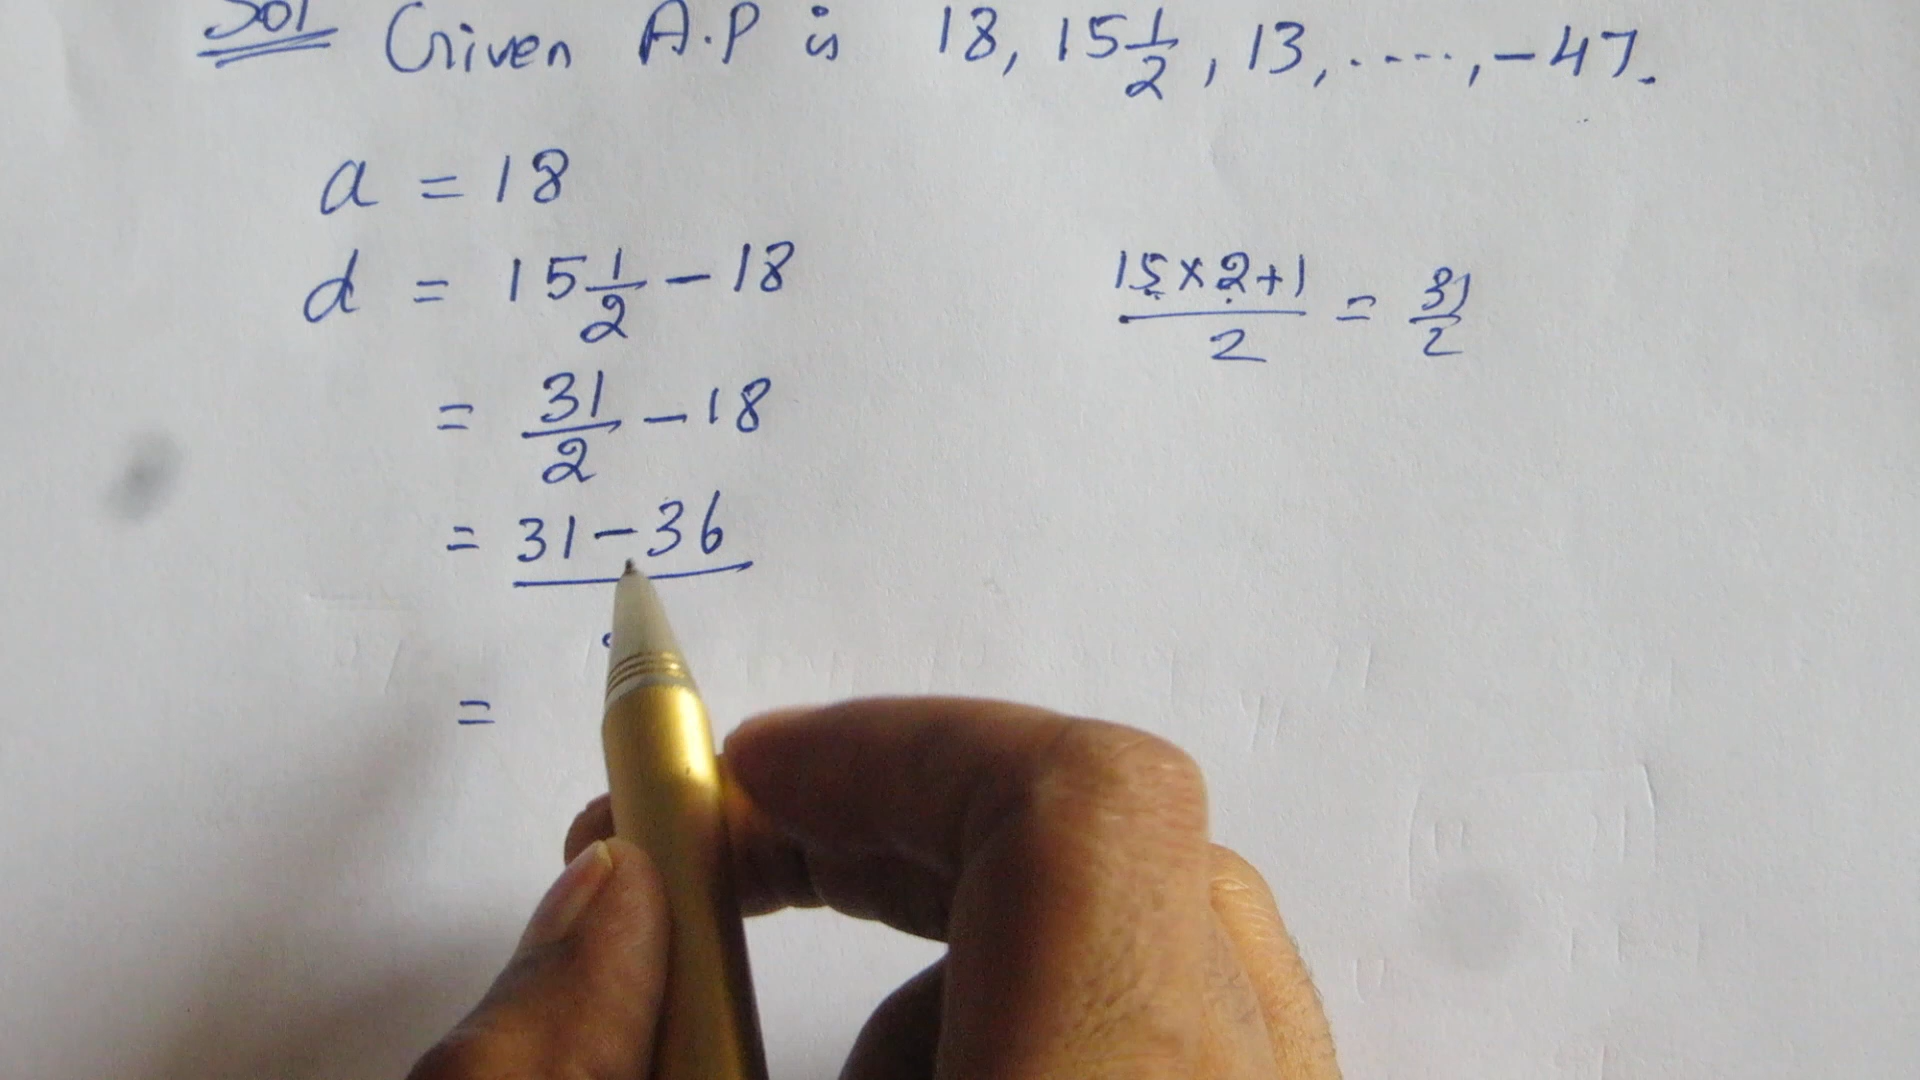 Sol Given A.P is 18, 15 1/2, 13, ....., -47.
a = 18
d = 15 1/2 - 18
15 × 2 + 1 / 2 = 31/2
= 31/2 - 18
= 31 - 36
=